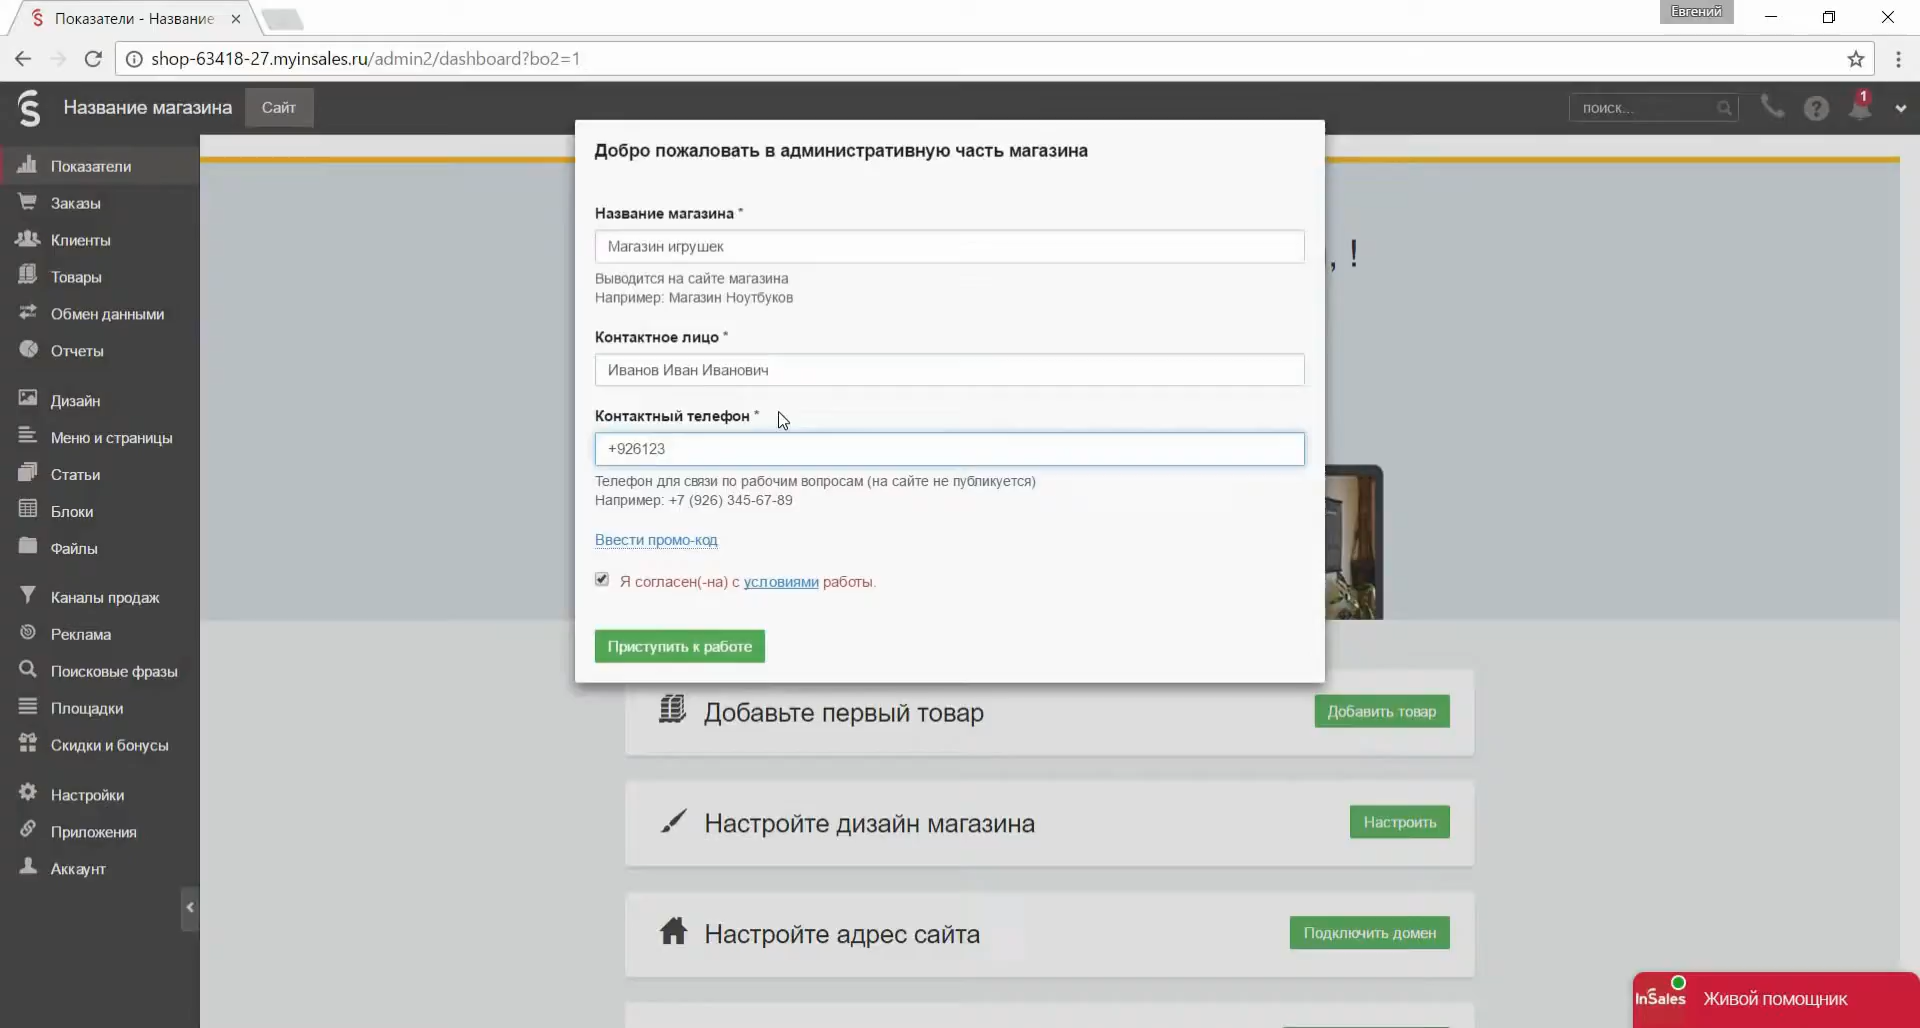 Показатели - Название
Евгений
shop-63418-27.myinsales.ru/admin2/dashboard?bo2=1
Название магазина
Сайт
поиск...
1
Показатели
Заказы
Клиенты
Товары
Обмен данными
Отчеты
Дизайн
Меню и страницы
Статьи
Блоки
Файлы
Каналы продаж
Реклама
Поисковые фразы
Площадки
Скидки и бонусы
Настройки
Приложения
Аккаунт
, !
Добро пожаловать в административную часть магазина
Название магазина *
Магазин игрушек
Выводится на сайте магазина
Например: Магазин Ноутбуков
Контактное лицо *
Иванов Иван Иванович
Контактный телефон *
+926123
Телефон для связи по рабочим вопросам (на сайте не публикуется)
Например: +7 (926) 345-67-89
Ввести промо-код
Я согласен(-на) с условиями работы.
Приступить к работе
Добавьте первый товар
Добавить товар
Настройте дизайн магазина
Настроить
Настройте адрес сайта
Подключить домен
InSales
Живой помощник